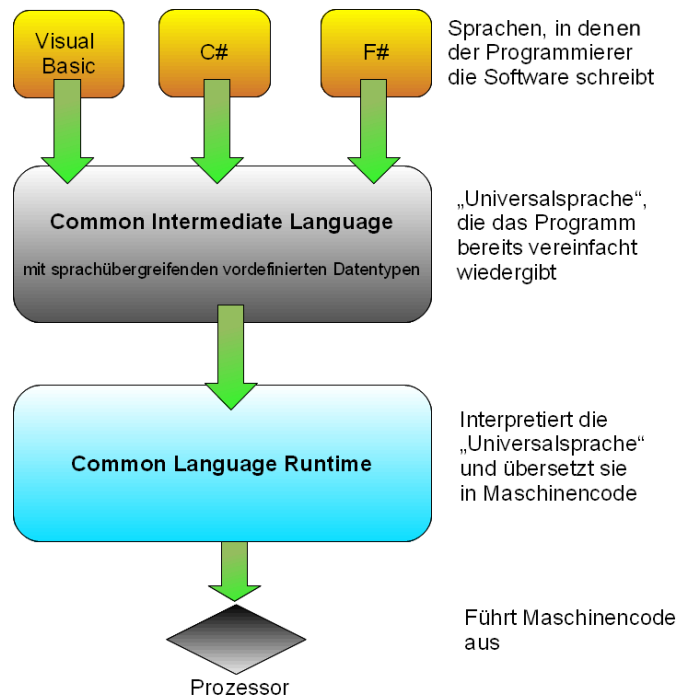 Visual
Basic
C#
F#
Sprachen, in denen
der Programmierer
die Software schreibt
Common Intermediate Language
mit sprachübergreifenden vordefinierten Datentypen
„Universalsprache“,
die das Programm
bereits vereinfacht
wiedergibt
Common Language Runtime
Interpretiert die
„Universalsprache“
und übersetzt sie
in Maschinencode
Führt Maschinencode
aus
Prozessor